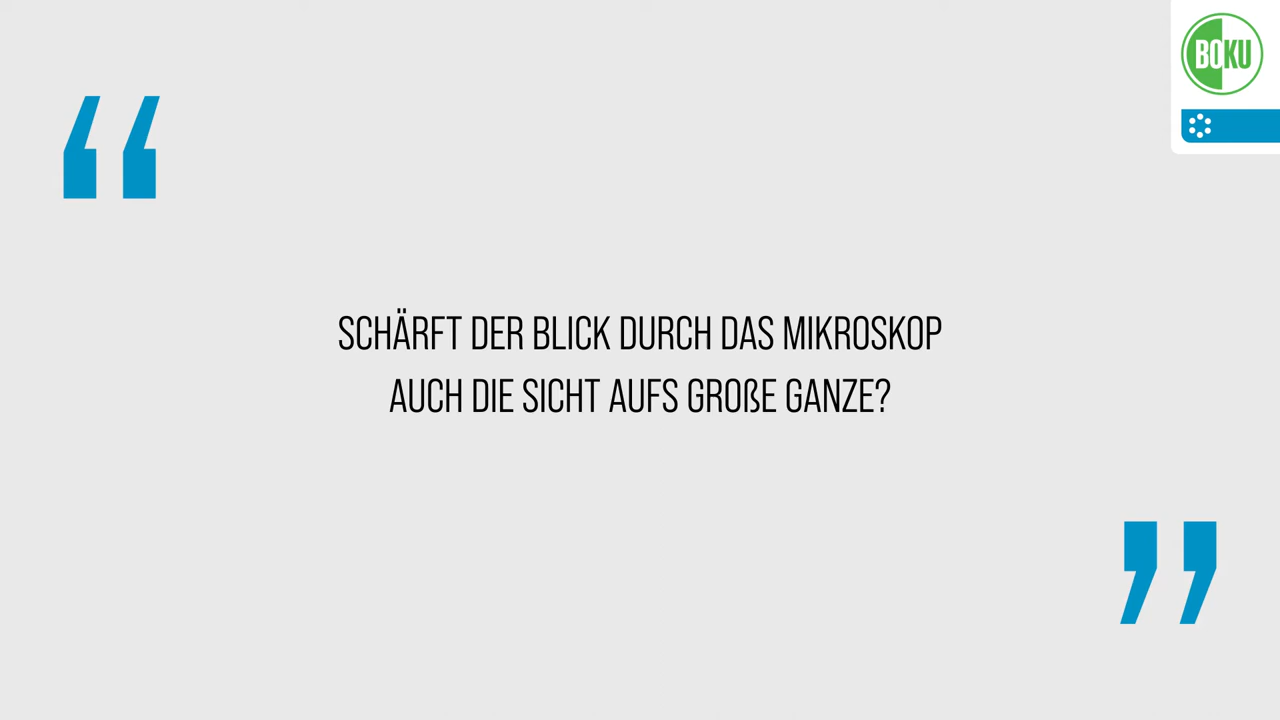 BOKU
“
SCHÄRFT DER BLICK DURCH DAS MIKROSKOP
AUCH DIE SICHT AUFS GROßE GANZE?
”